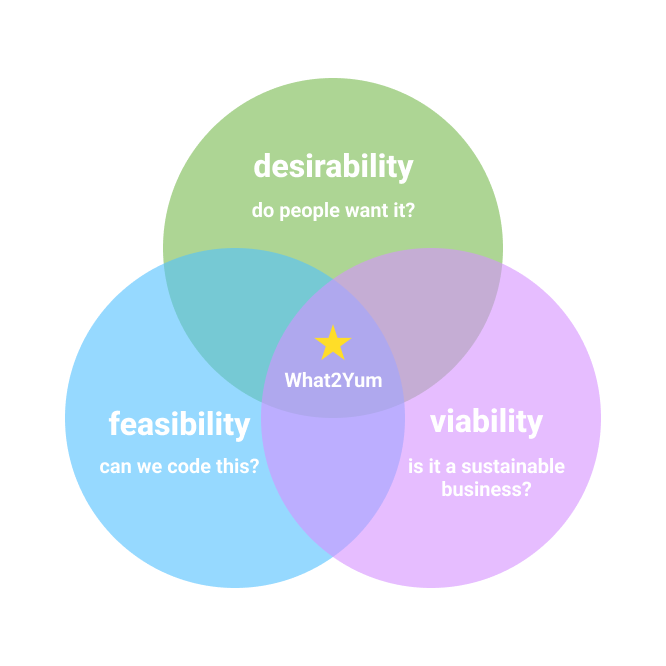 desirability
do people want it?
What2Yum
feasibility
can we code this?
viability
is it a sustainable
business?